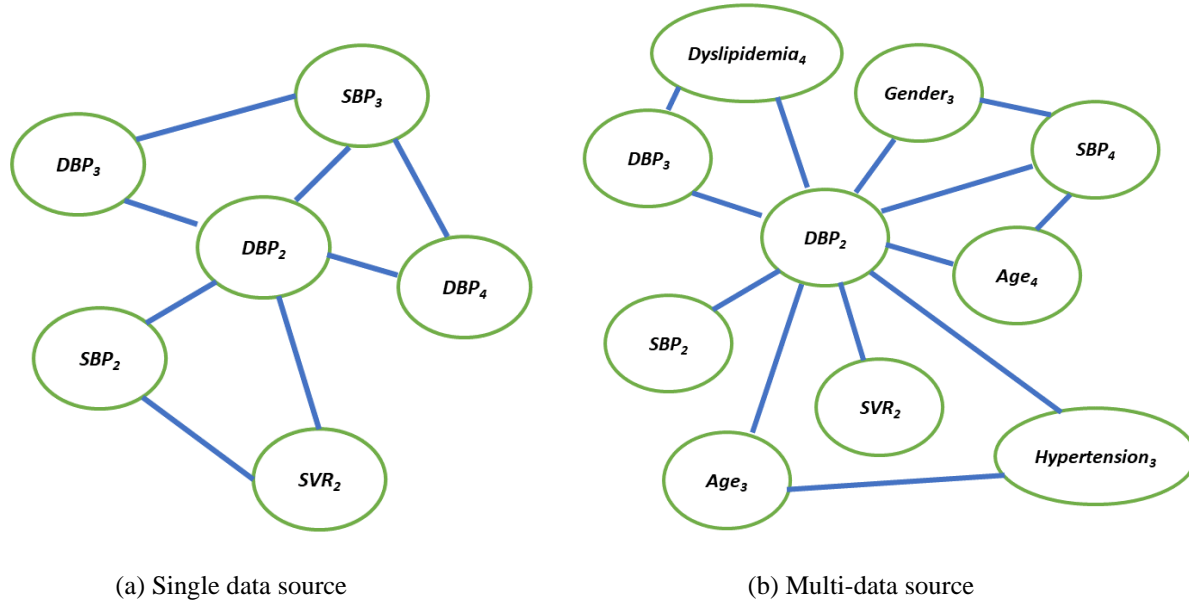 SBP₃
DBP₃
DBP₂
DBP₄
SBP₂
SVR₂
(a) Single data source
Dyslipidemia₄
Gender₃
DBP₃
SBP₄
DBP₂
Age₄
SBP₂
SVR₂
Age₃
Hypertension₃
(b) Multi-data source